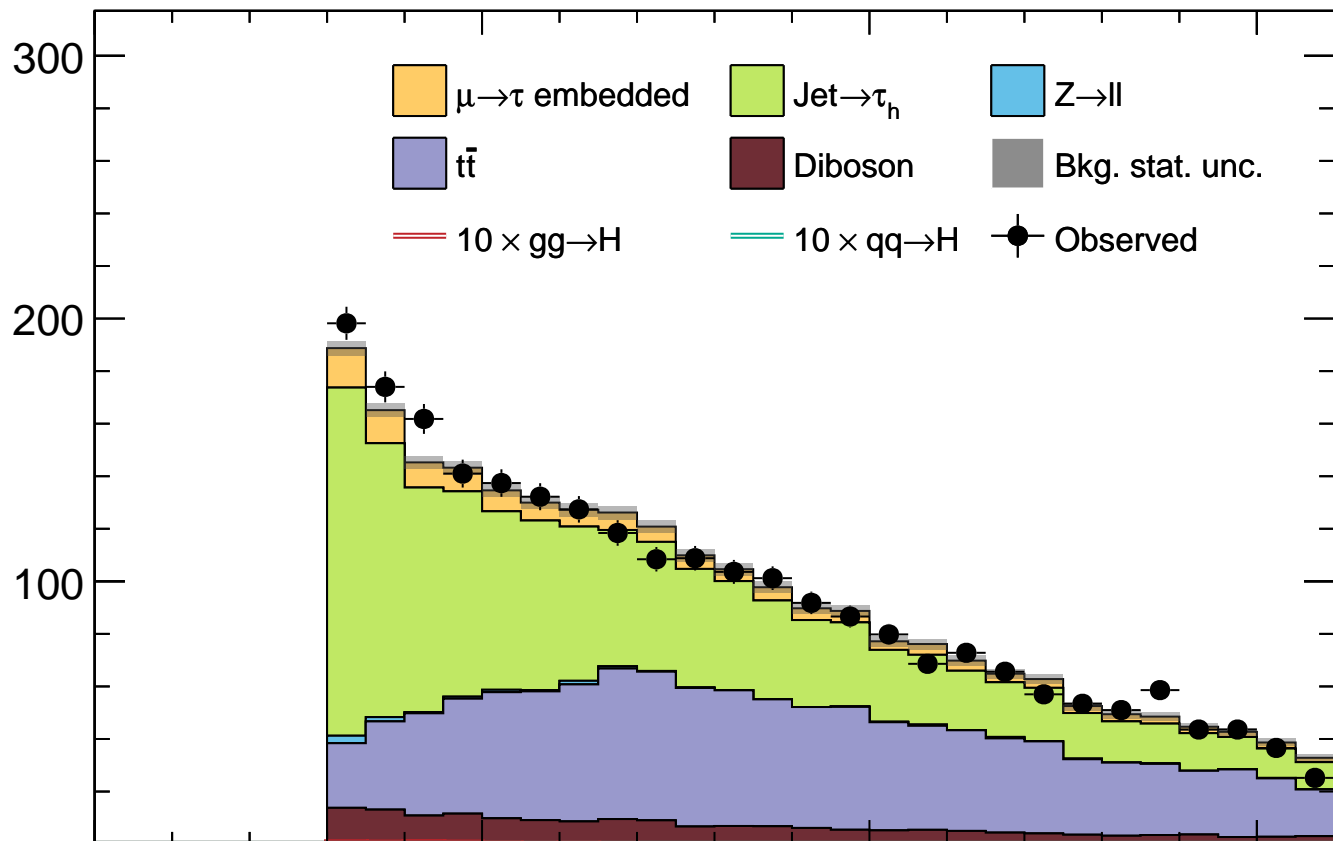 300
μ→τ embedded Jet→τh Z→ll
tt̄ Diboson Bkg. stat. unc.
10 × gg→H 10 × qq→H Observed
200
100